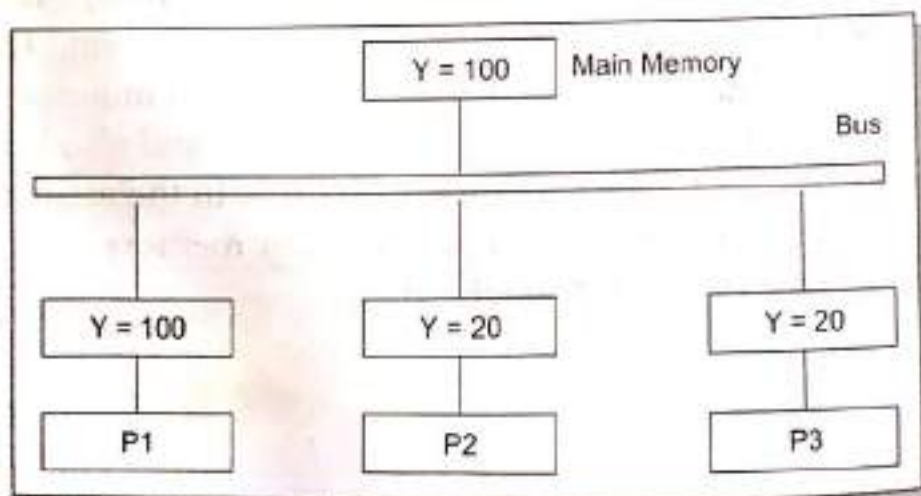 Y = 100 Main Memory
Bus
Y = 100 Y = 20 Y = 20
P1 P2 P3